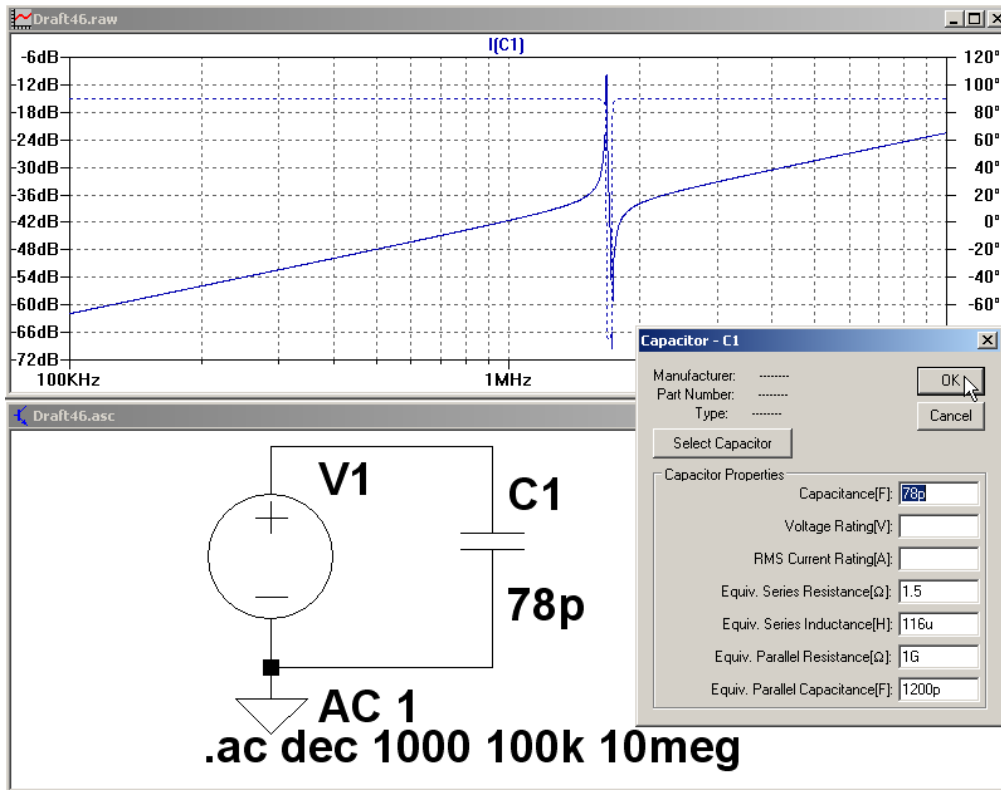 Draft46.raw
I(C1)
-6dB
-12dB
-18dB
-24dB
-30dB
-36dB
-42dB
-48dB
-54dB
-60dB
-66dB
-72dB
120°
100°
80°
60°
40°
20°
0°
-20°
-40°
-60°
100KHz
1MHz
Draft46.asc
V1
C1
78p
AC 1
.ac dec 1000 100k 10meg
Capacitor - C1
Manufacturer: --------
Part Number: --------
Type: --------
OK
Cancel
Select Capacitor
Capacitor Properties
Capacitance[F]: 78p
Voltage Rating[V]:
RMS Current Rating[A]:
Equiv. Series Resistance[Ω]: 1.5
Equiv. Series Inductance[H]: 116u
Equiv. Parallel Resistance[Ω]: 1G
Equiv. Parallel Capacitance[F]: 1200p